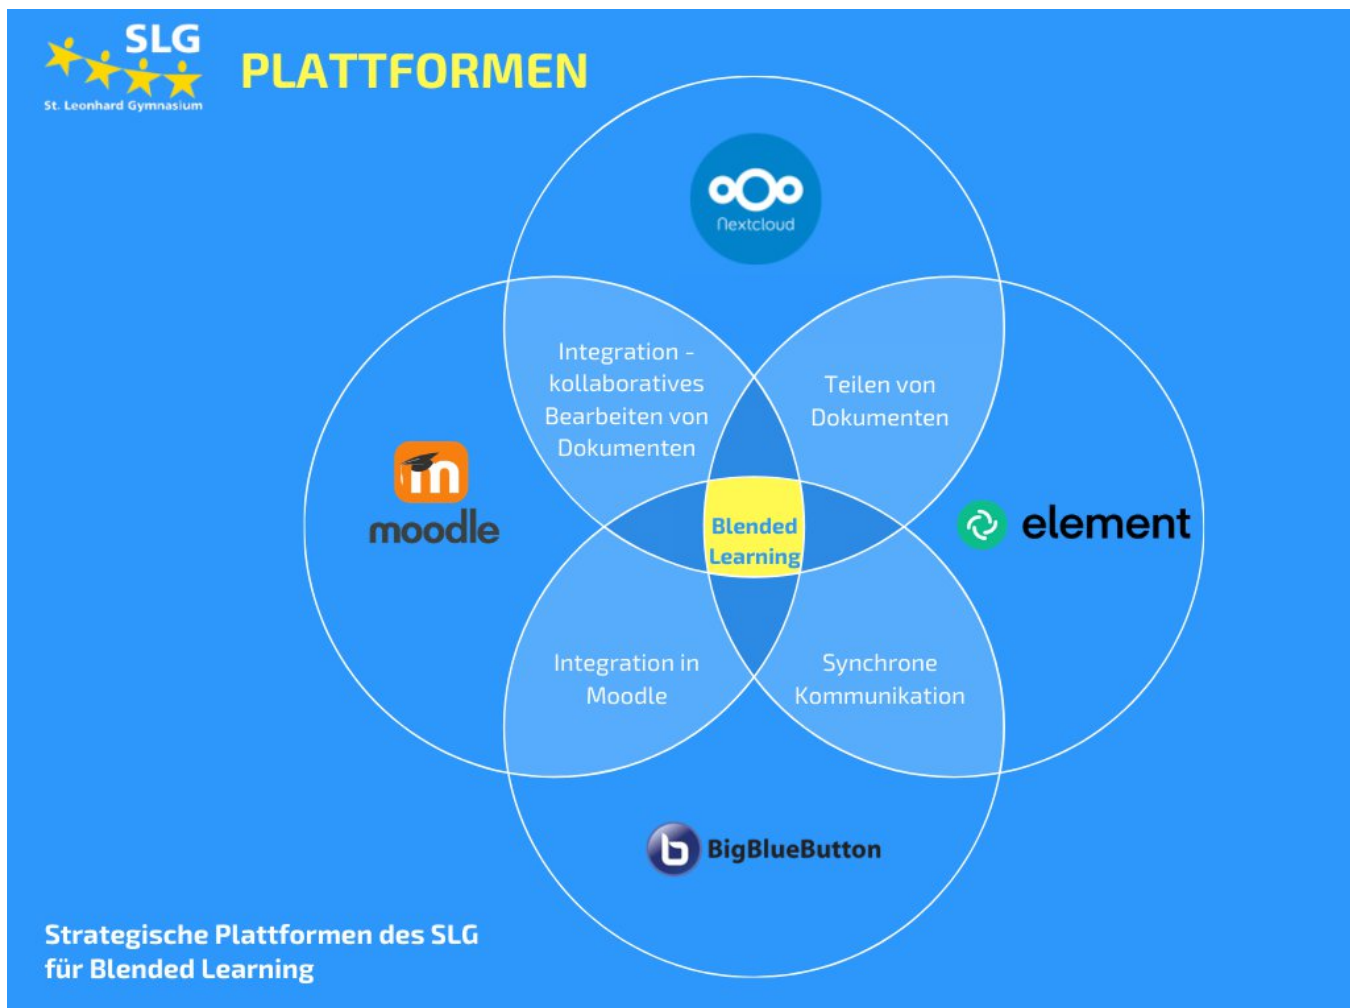 SLG
St. Leonhard Gymnasium
PLATTFORMEN
nextcloud
Integration -
kollaboratives
Bearbeiten von
Dokumenten
Teilen von
Dokumenten
m
moodle
Blended
Learning
element
Integration in
Moodle
Synchrone
Kommunikation
b
BigBlueButton
Strategische Plattformen des SLG
für Blended Learning